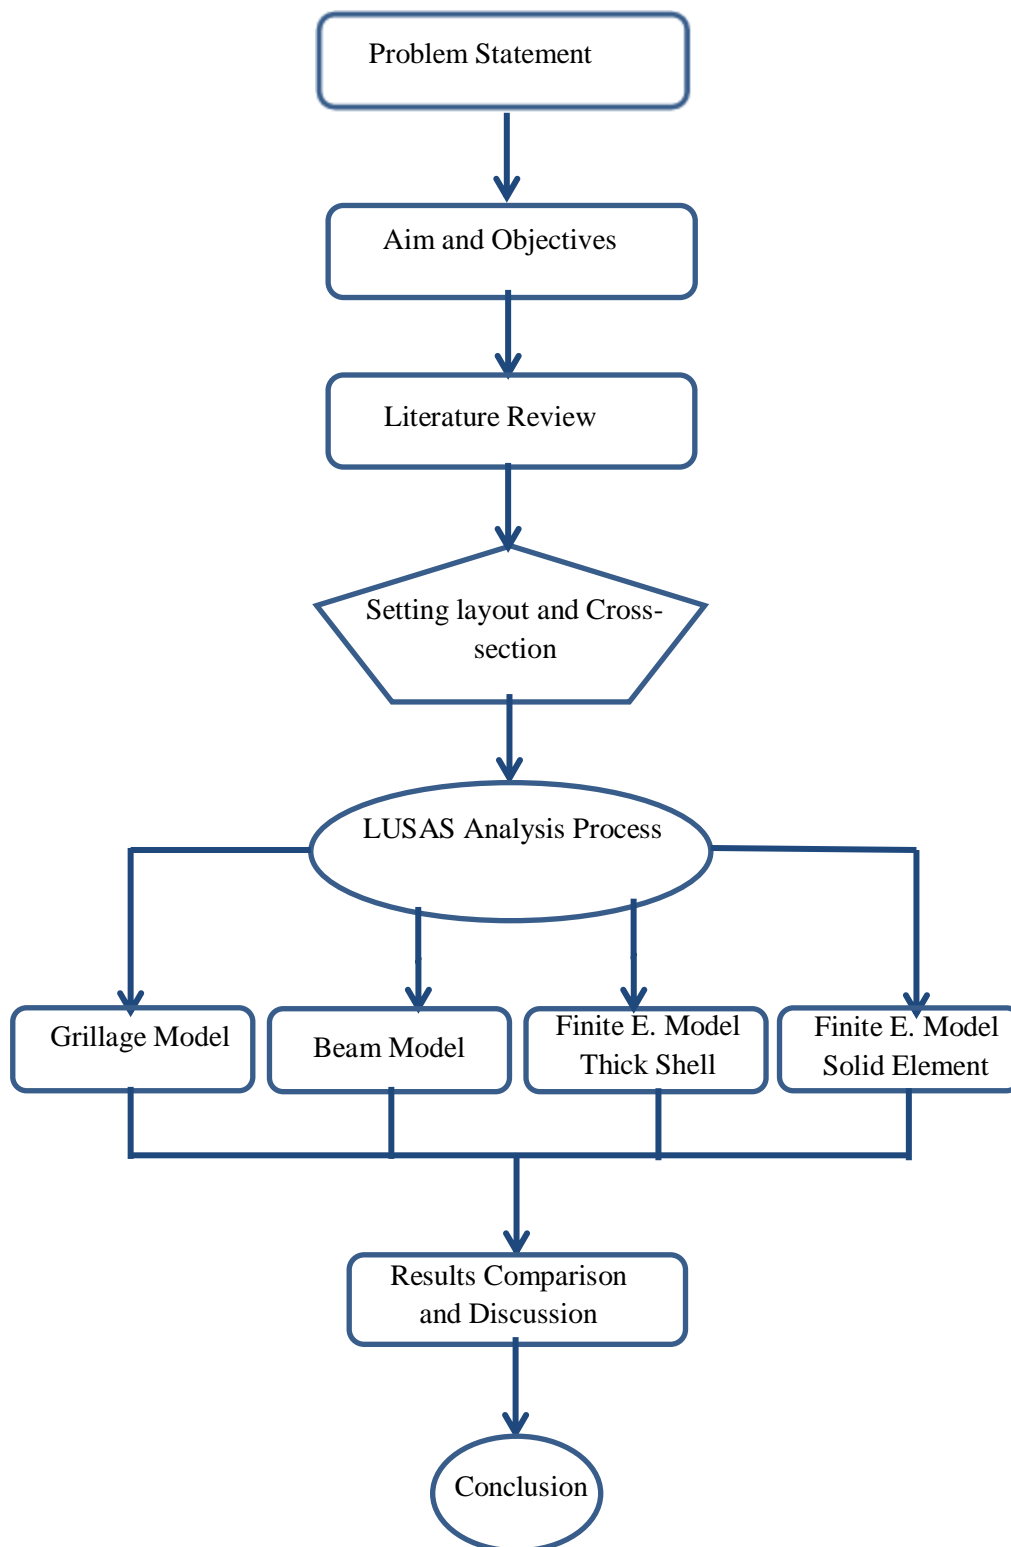 Problem Statement
Aim and Objectives
Literature Review
Setting layout and Cross-
section
LUSAS Analysis Process
Grillage Model
Beam Model
Finite E. Model
Thick Shell
Finite E. Model
Solid Element
Results Comparison
and Discussion
Conclusion